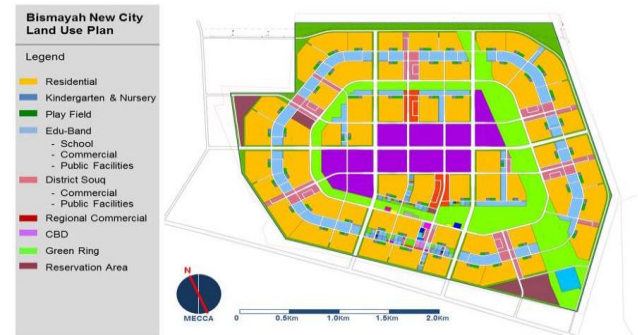 Bismayah New City
Land Use Plan
Legend
Residential
Kindergarten & Nursery
Play Field
Edu-Band
- School
- Commercial
- Public Facilities
District Souq
- Commercial
- Public Facilities
Regional Commercial
CBD
Green Ring
Reservation Area
N
MECCA
0 0.5Km 1.0Km 1.5Km 2.0Km